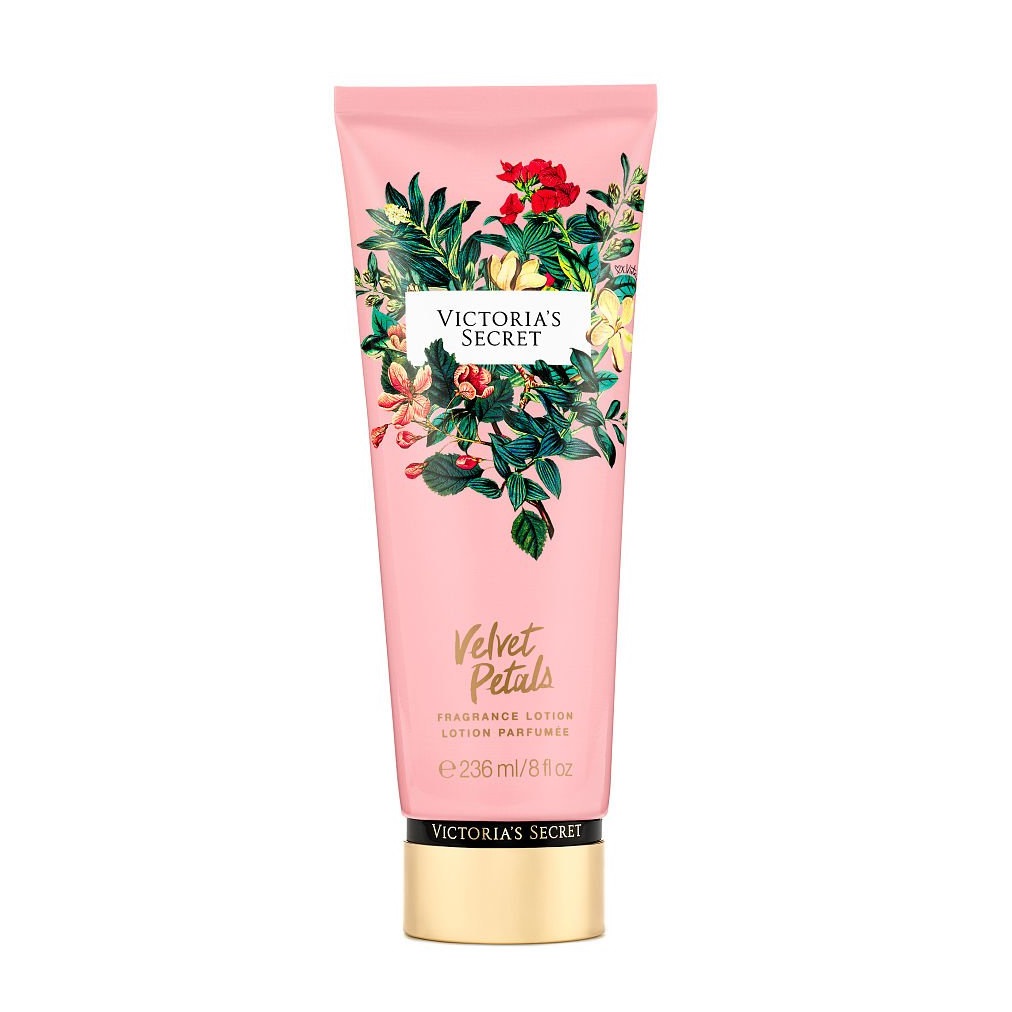 VICTORIA'S
SECRET
Velvet
Petals
FRAGRANCE LOTION
LOTION PARFUMÉE
℮ 236 ml/8 fl oz
VICTORIA'S SECRET